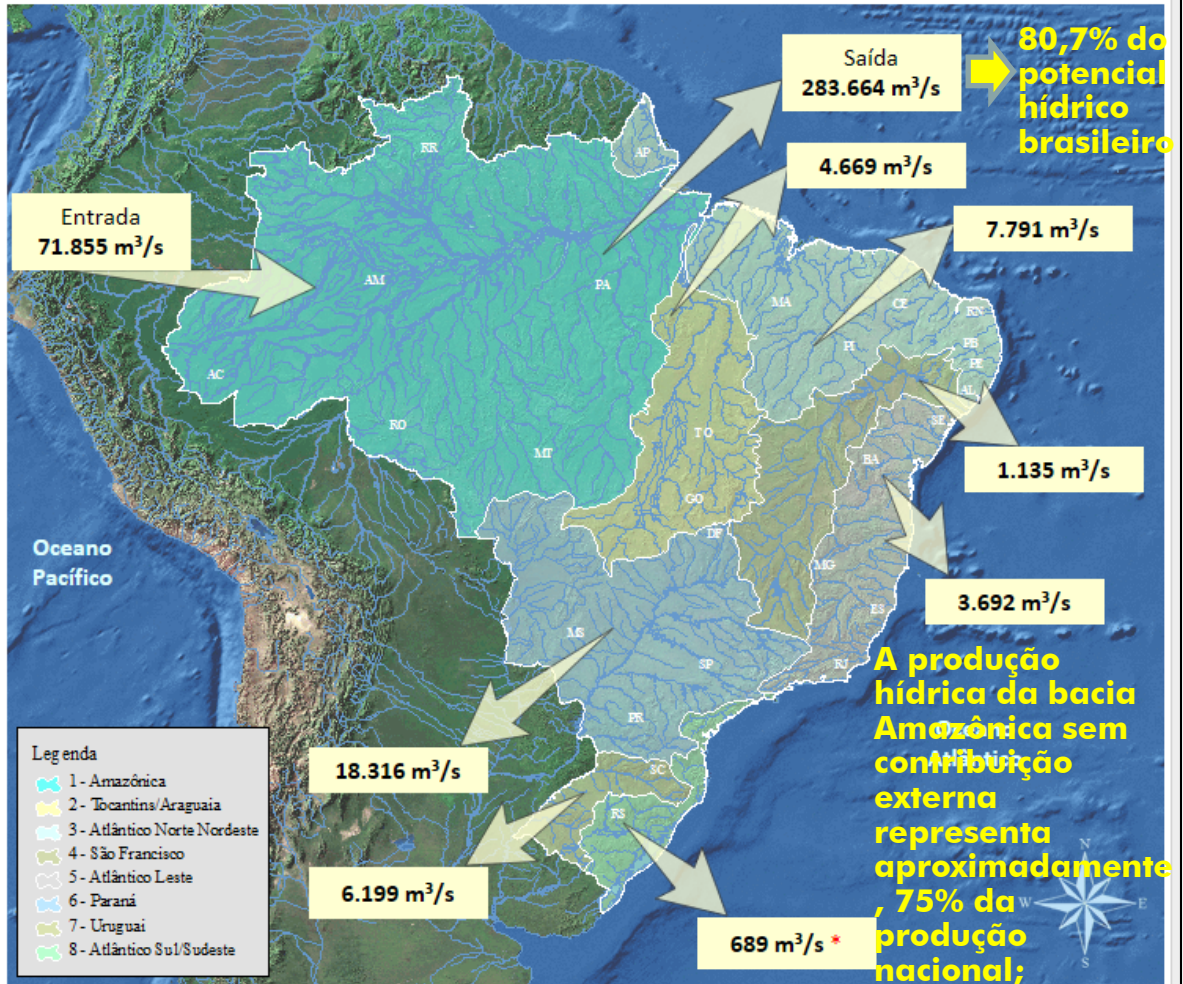 80,7% do
potencial
hídrico
brasileiro
Saída
283.664 m³/s
4.669 m³/s
7.791 m³/s
Entrada
71.855 m³/s
RR
AP
AM
PA
MA
CE
RN
PB
PE
AL
PI
AC
RO
MT
TO
SE
BA
GO
DF
1.135 m³/s
MG
ES
3.692 m³/s
Oceano
Pacífico
MS
SP
RJ
PR
SC
RS
18.316 m³/s
6.199 m³/s
689 m³/s *
A produção
hídrica da bacia
Amazônica sem
contribuição
externa
representa
aproximadamente
, 75% da
produção
nacional;
Oceano
Atlântico
N
W
E
S
Legenda
1 - Amazônica
2 - Tocantins/Araguaia
3 - Atlântico Norte Nordeste
4 - São Francisco
5 - Atlântico Leste
6 - Paraná
7 - Uruguai
8 - Atlântico Sul/Sudeste